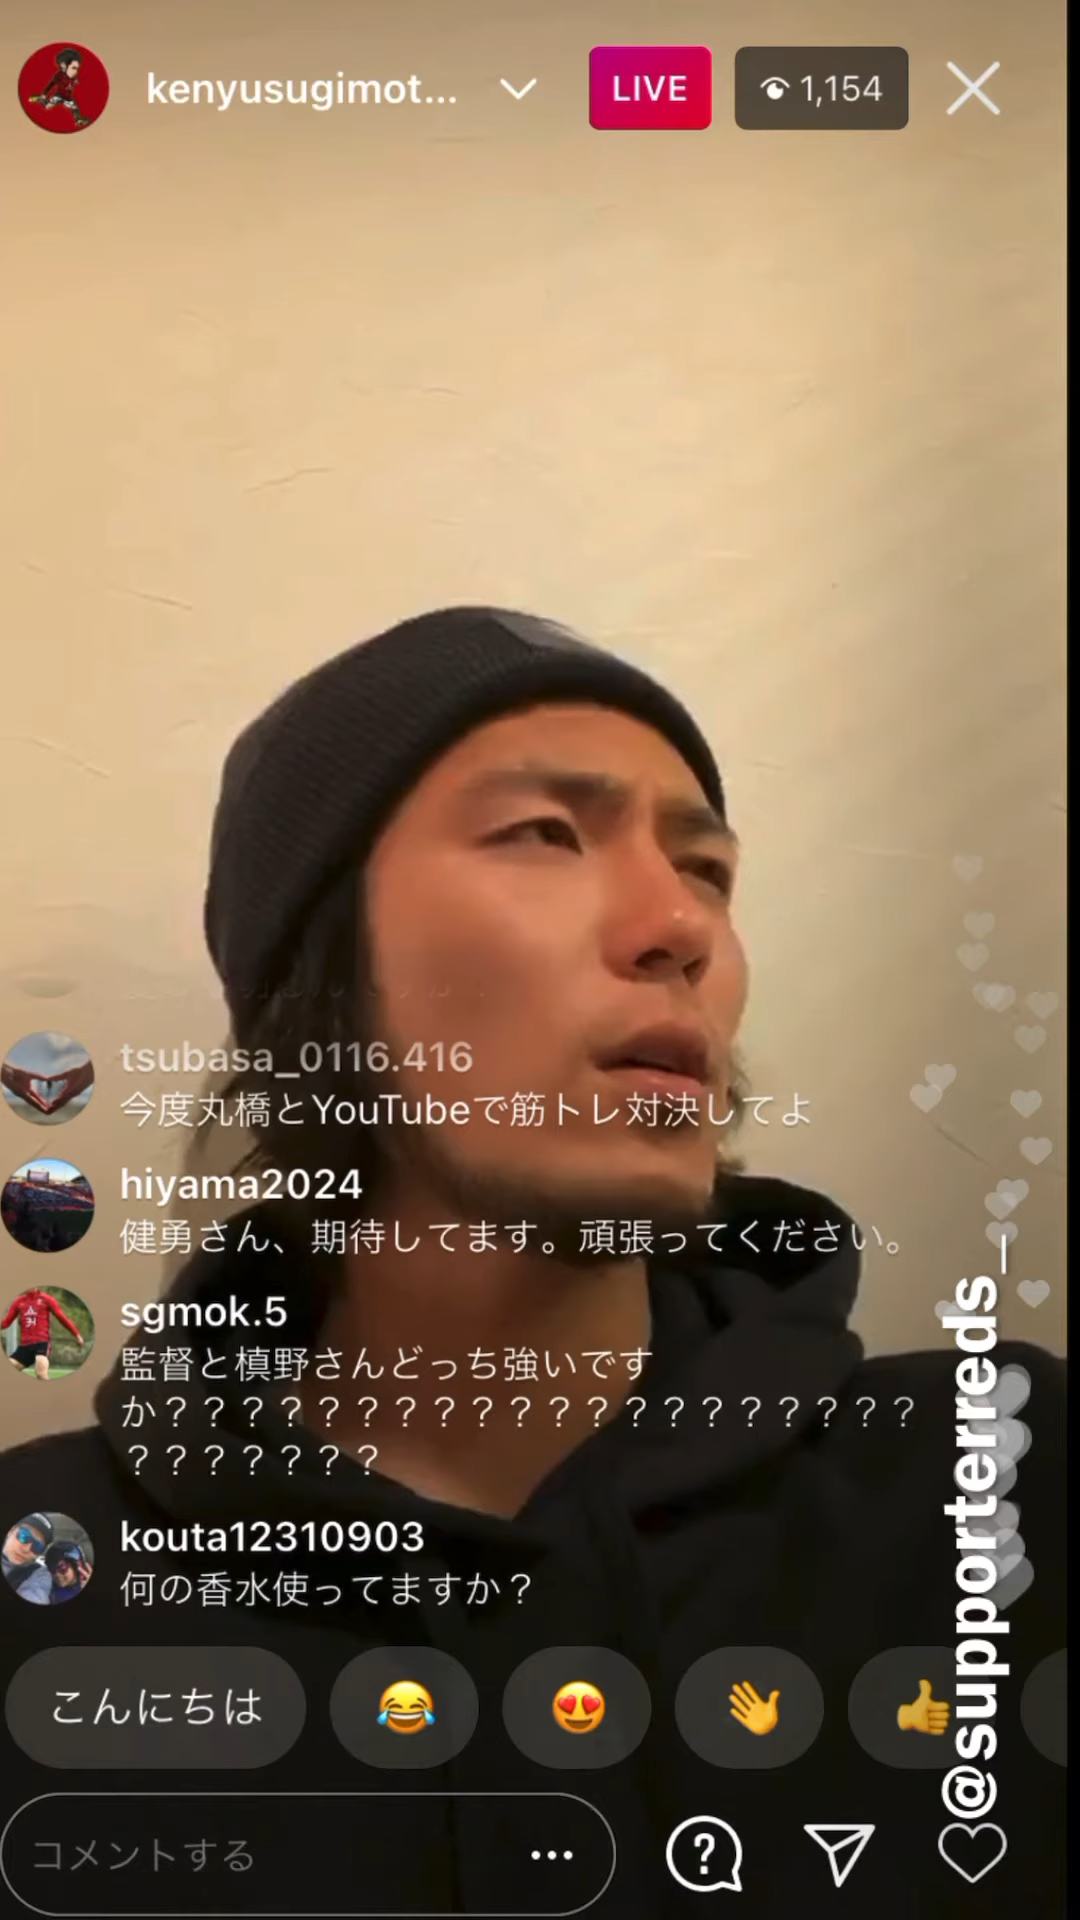 kenyusugimot...
LIVE
1,154
tsubasa_0116.416
今度丸橋とYouTubeで筋トレ対決してよ
hiyama2024
健勇さん、期待してます。頑張ってください。
sgmok.5
監督と槙野さんどっち強いです
か？？？？？？？？？？？？？？？？？？？？
？？？？？？？
kouta12310903
何の香水使ってますか？
こんにちは
コメントする
@supporterreds_